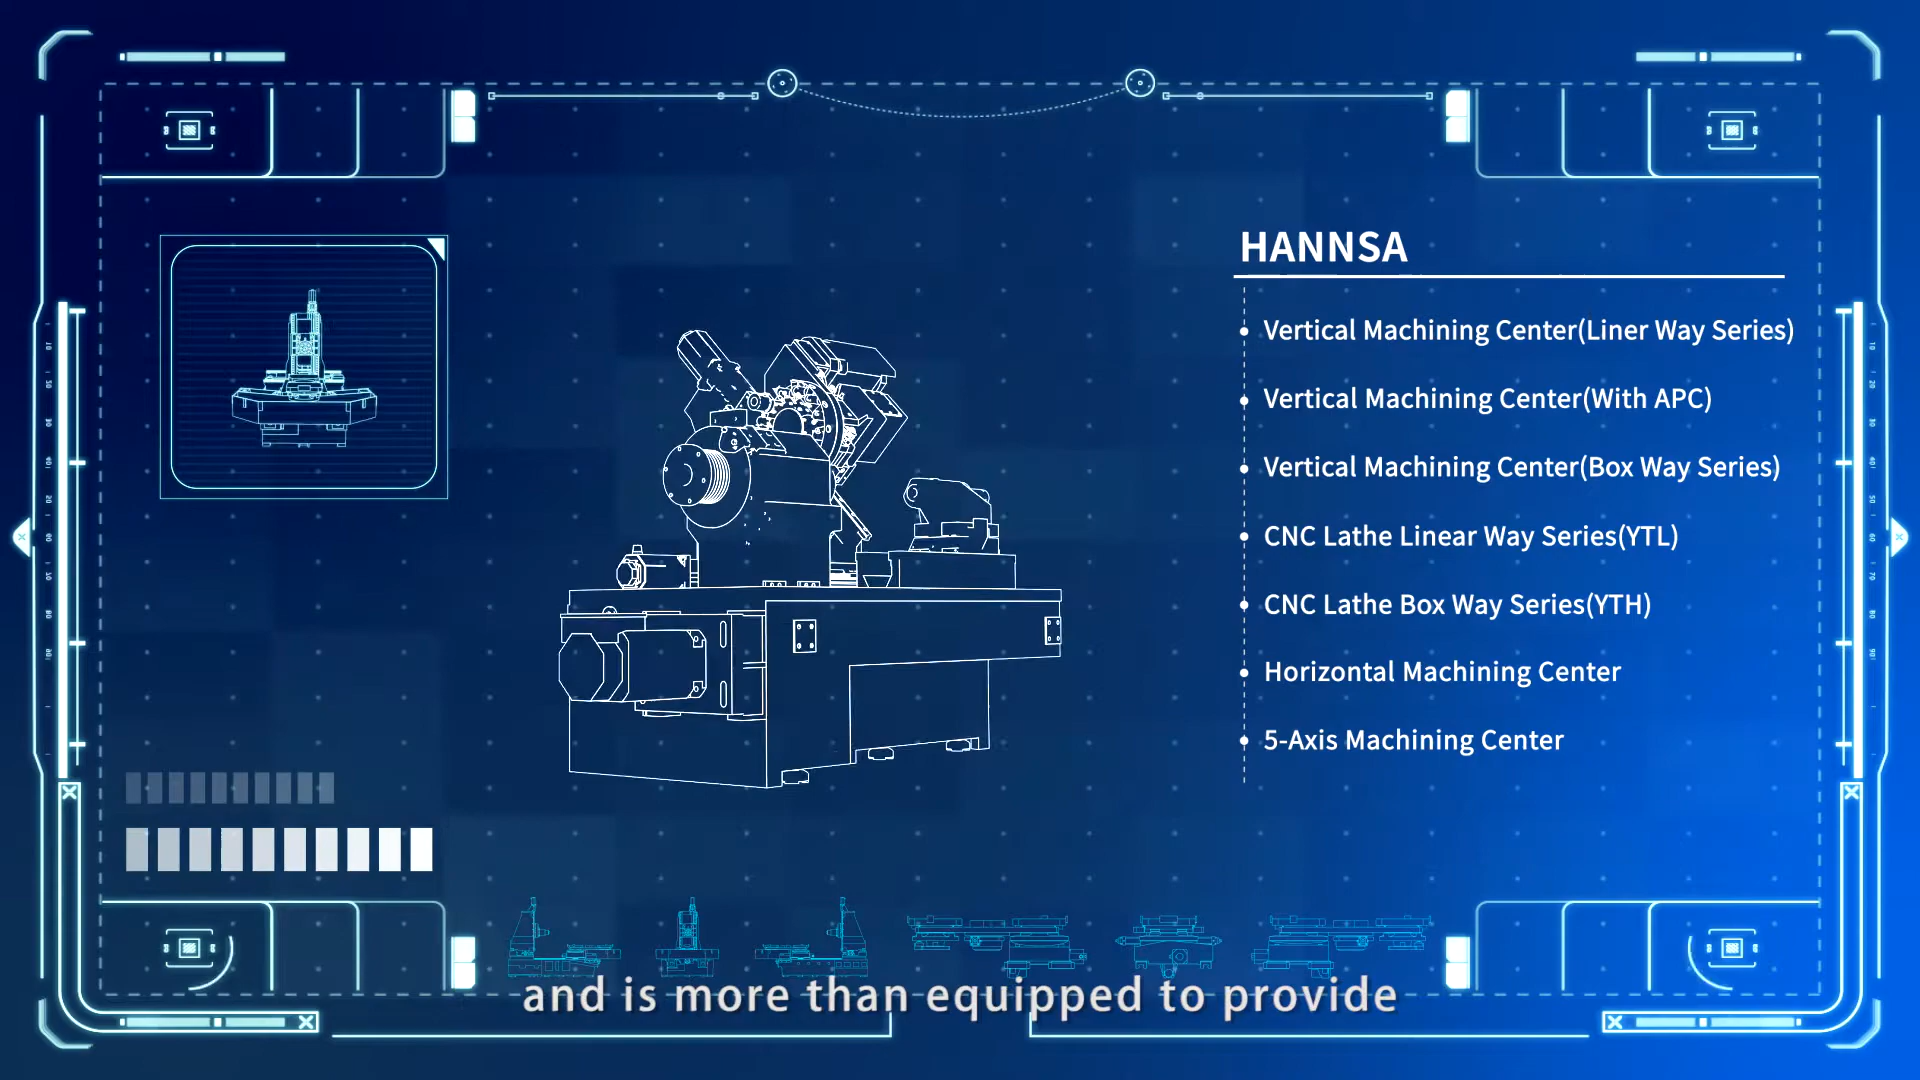 HANNSA
Vertical Machining Center(Liner Way Series)
Vertical Machining Center(With APC)
Vertical Machining Center(Box Way Series)
CNC Lathe Linear Way Series(YTL)
CNC Lathe Box Way Series(YTH)
Horizontal Machining Center
5-Axis Machining Center
and is more than equipped to provide